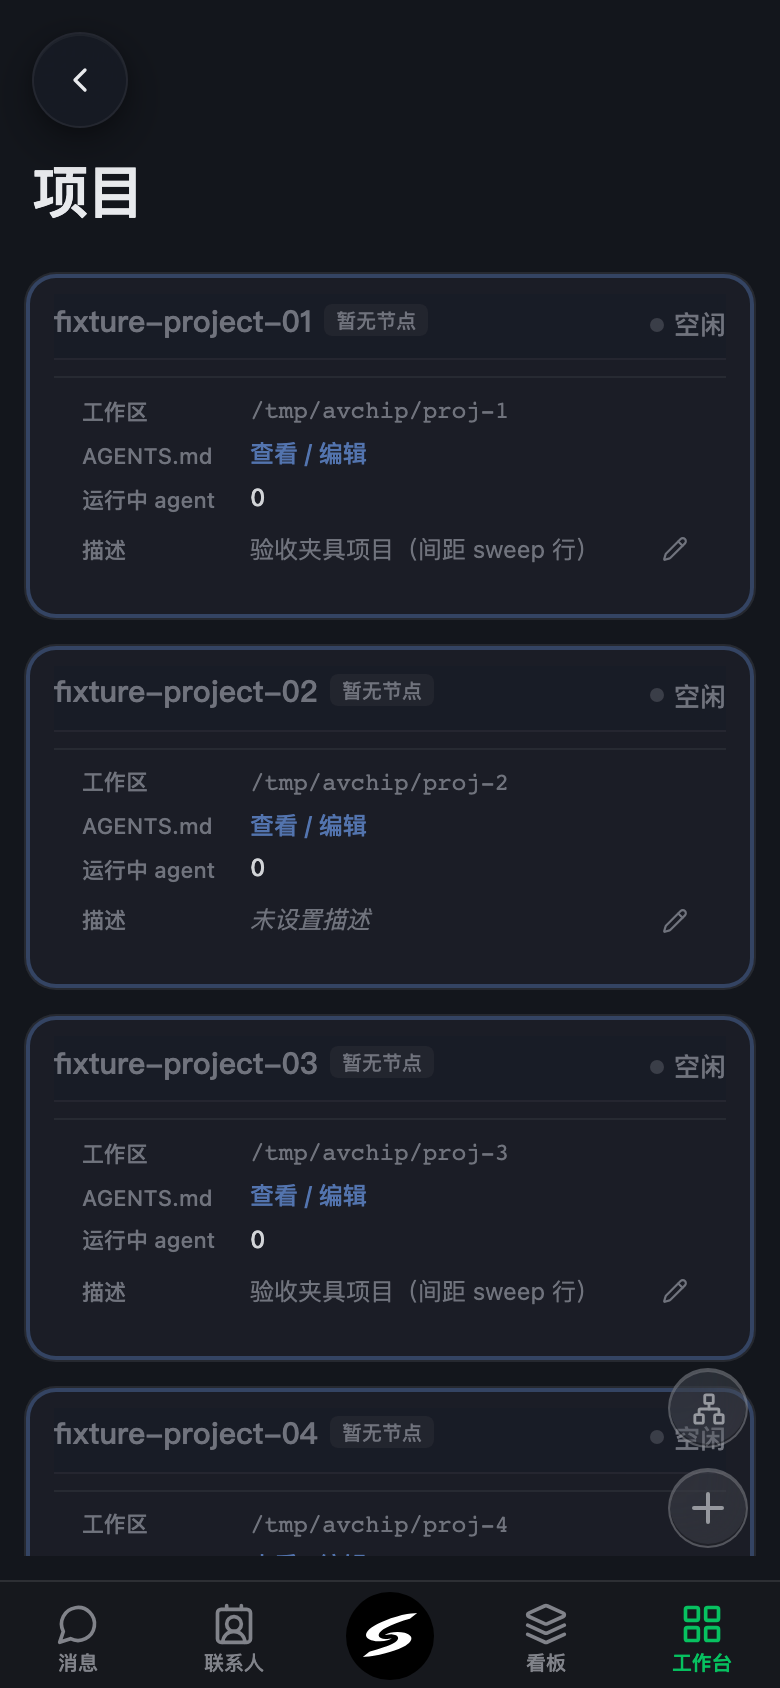 项目
fixture-project-01 暂无节点 空闲
工作区 /tmp/avchip/proj-1
AGENTS.md 查看 / 编辑
运行中 agent 0
描述 验收夹具项目（间距 sweep 行）
fixture-project-02 暂无节点 空闲
工作区 /tmp/avchip/proj-2
AGENTS.md 查看 / 编辑
运行中 agent 0
描述 未设置描述
fixture-project-03 暂无节点 空闲
工作区 /tmp/avchip/proj-3
AGENTS.md 查看 / 编辑
运行中 agent 0
描述 验收夹具项目（间距 sweep 行）
fixture-project-04 暂无节点 空闲
工作区 /tmp/avchip/proj-4
消息 联系人 看板 工作台